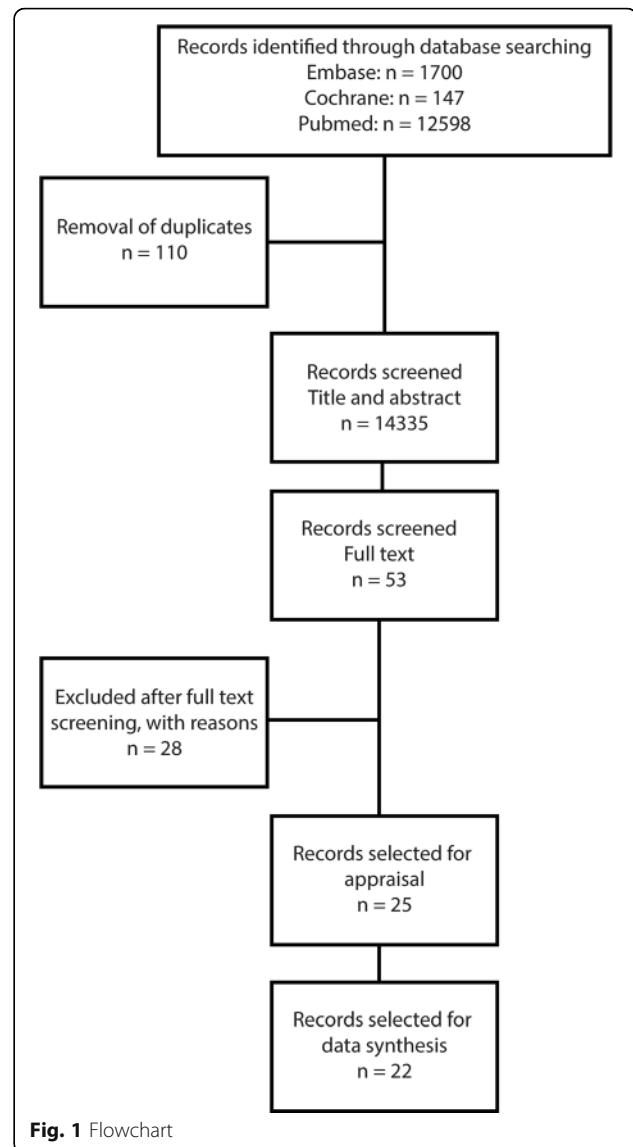 Records identified through database searching
Embase: n = 1700
Cochrane: n = 147
Pubmed: n = 12598
Removal of duplicates
n = 110
Records screened
Title and abstract
n = 14335
Records screened
Full text
n = 53
Excluded after full text
screening, with reasons
n = 28
Records selected for
appraisal
n = 25
Records selected for
data synthesis
n = 22
Fig. 1 Flowchart